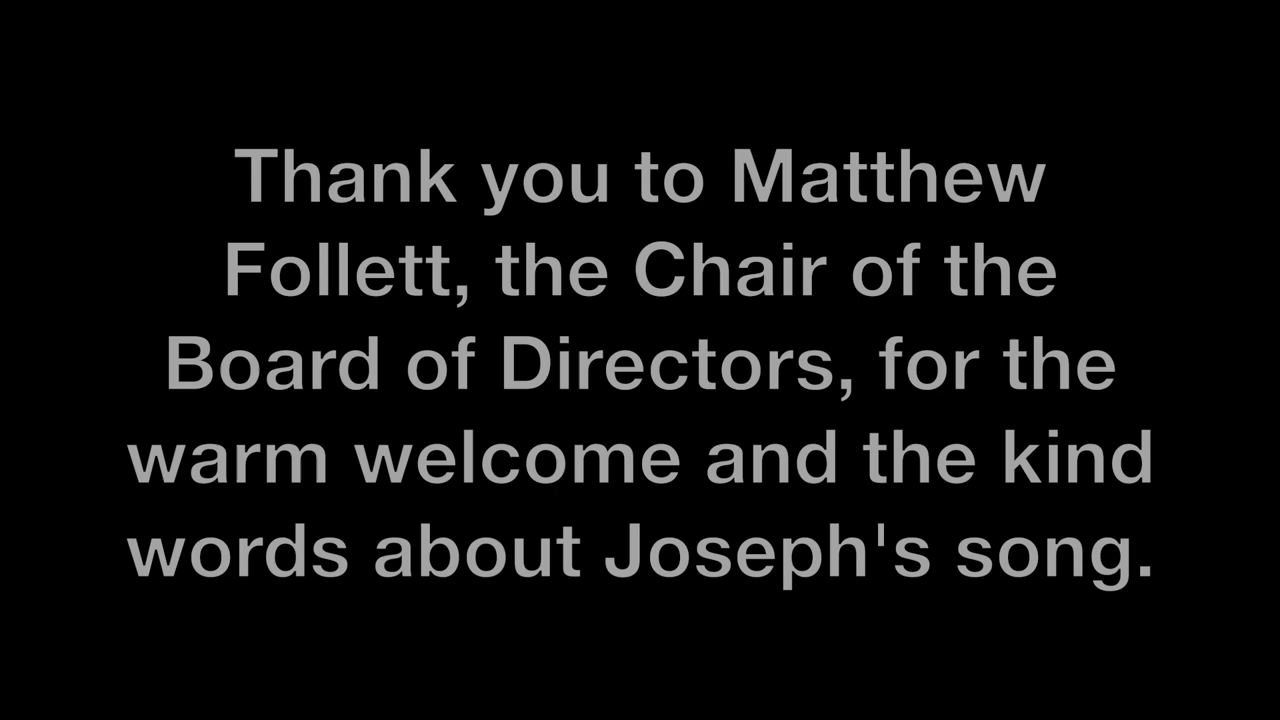 Thank you to Matthew
Follett, the Chair of the
Board of Directors, for the
warm welcome and the kind
words about Joseph's song.